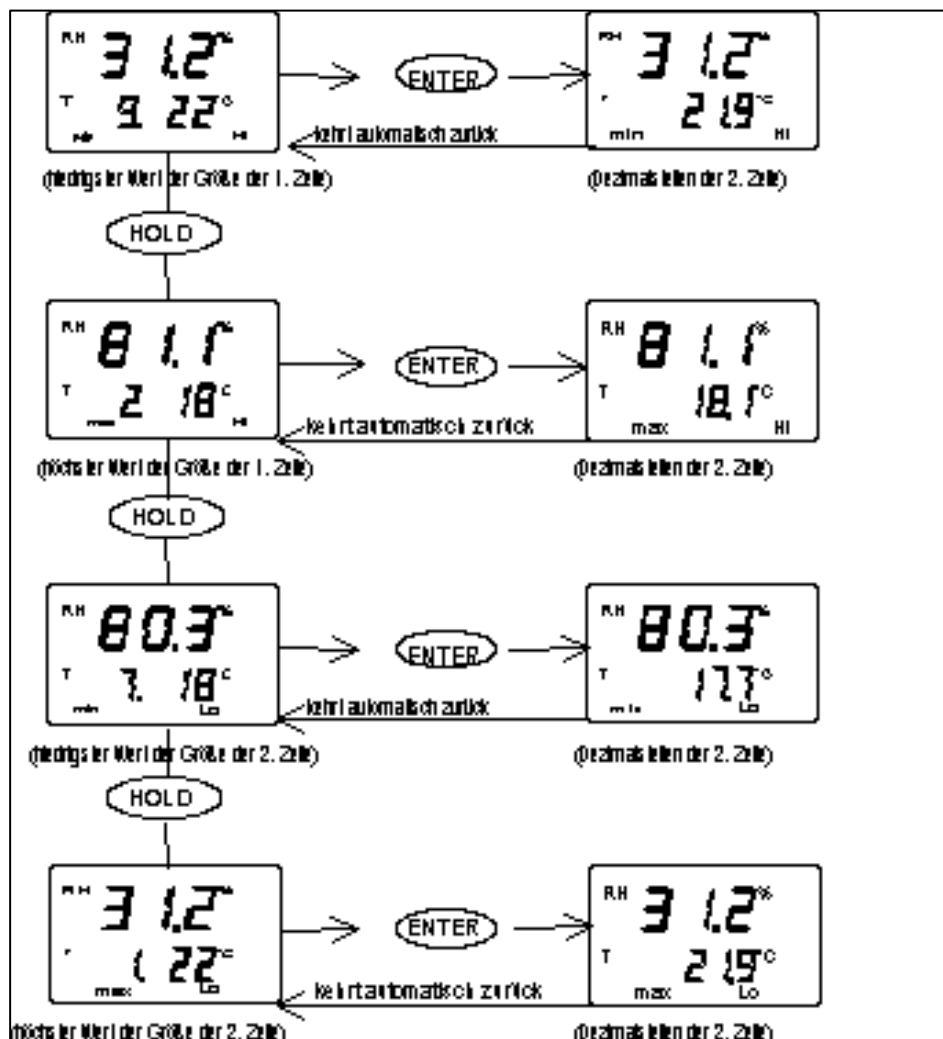 RH 31.2 % RH 31.2 %
ENTER
T 9. 22 °C 21.9 °C
min HI min HI
kehrt automatisch zurück
(niedrigster Wert der Größe der 1. Zeile) (Dezimalstellen der 2. Zeile)
HOLD
RH 81.1 % RH 81.1 %
ENTER
T 2 18 °C T 18.1 °C
max HI max HI
kehrt automatisch zurück
(höchster Wert der Größe der 1. Zeile) (Dezimalstellen der 2. Zeile)
HOLD
RH 80.3 % RH 80.3 %
ENTER
T 7. 18 °C T 17.7 °C
min Lo min Lo
kehrt automatisch zurück
(niedrigster Wert der Größe der 2. Zeile) (Dezimalstellen der 2. Zeile)
HOLD
RH 31.2 % RH 31.2 %
ENTER
22 °C T 21.9 °C
max Lo max Lo
kehrt automatisch zurück
(höchster Wert der Größe der 2. Zeile) (Dezimalstellen der 2. Zeile)